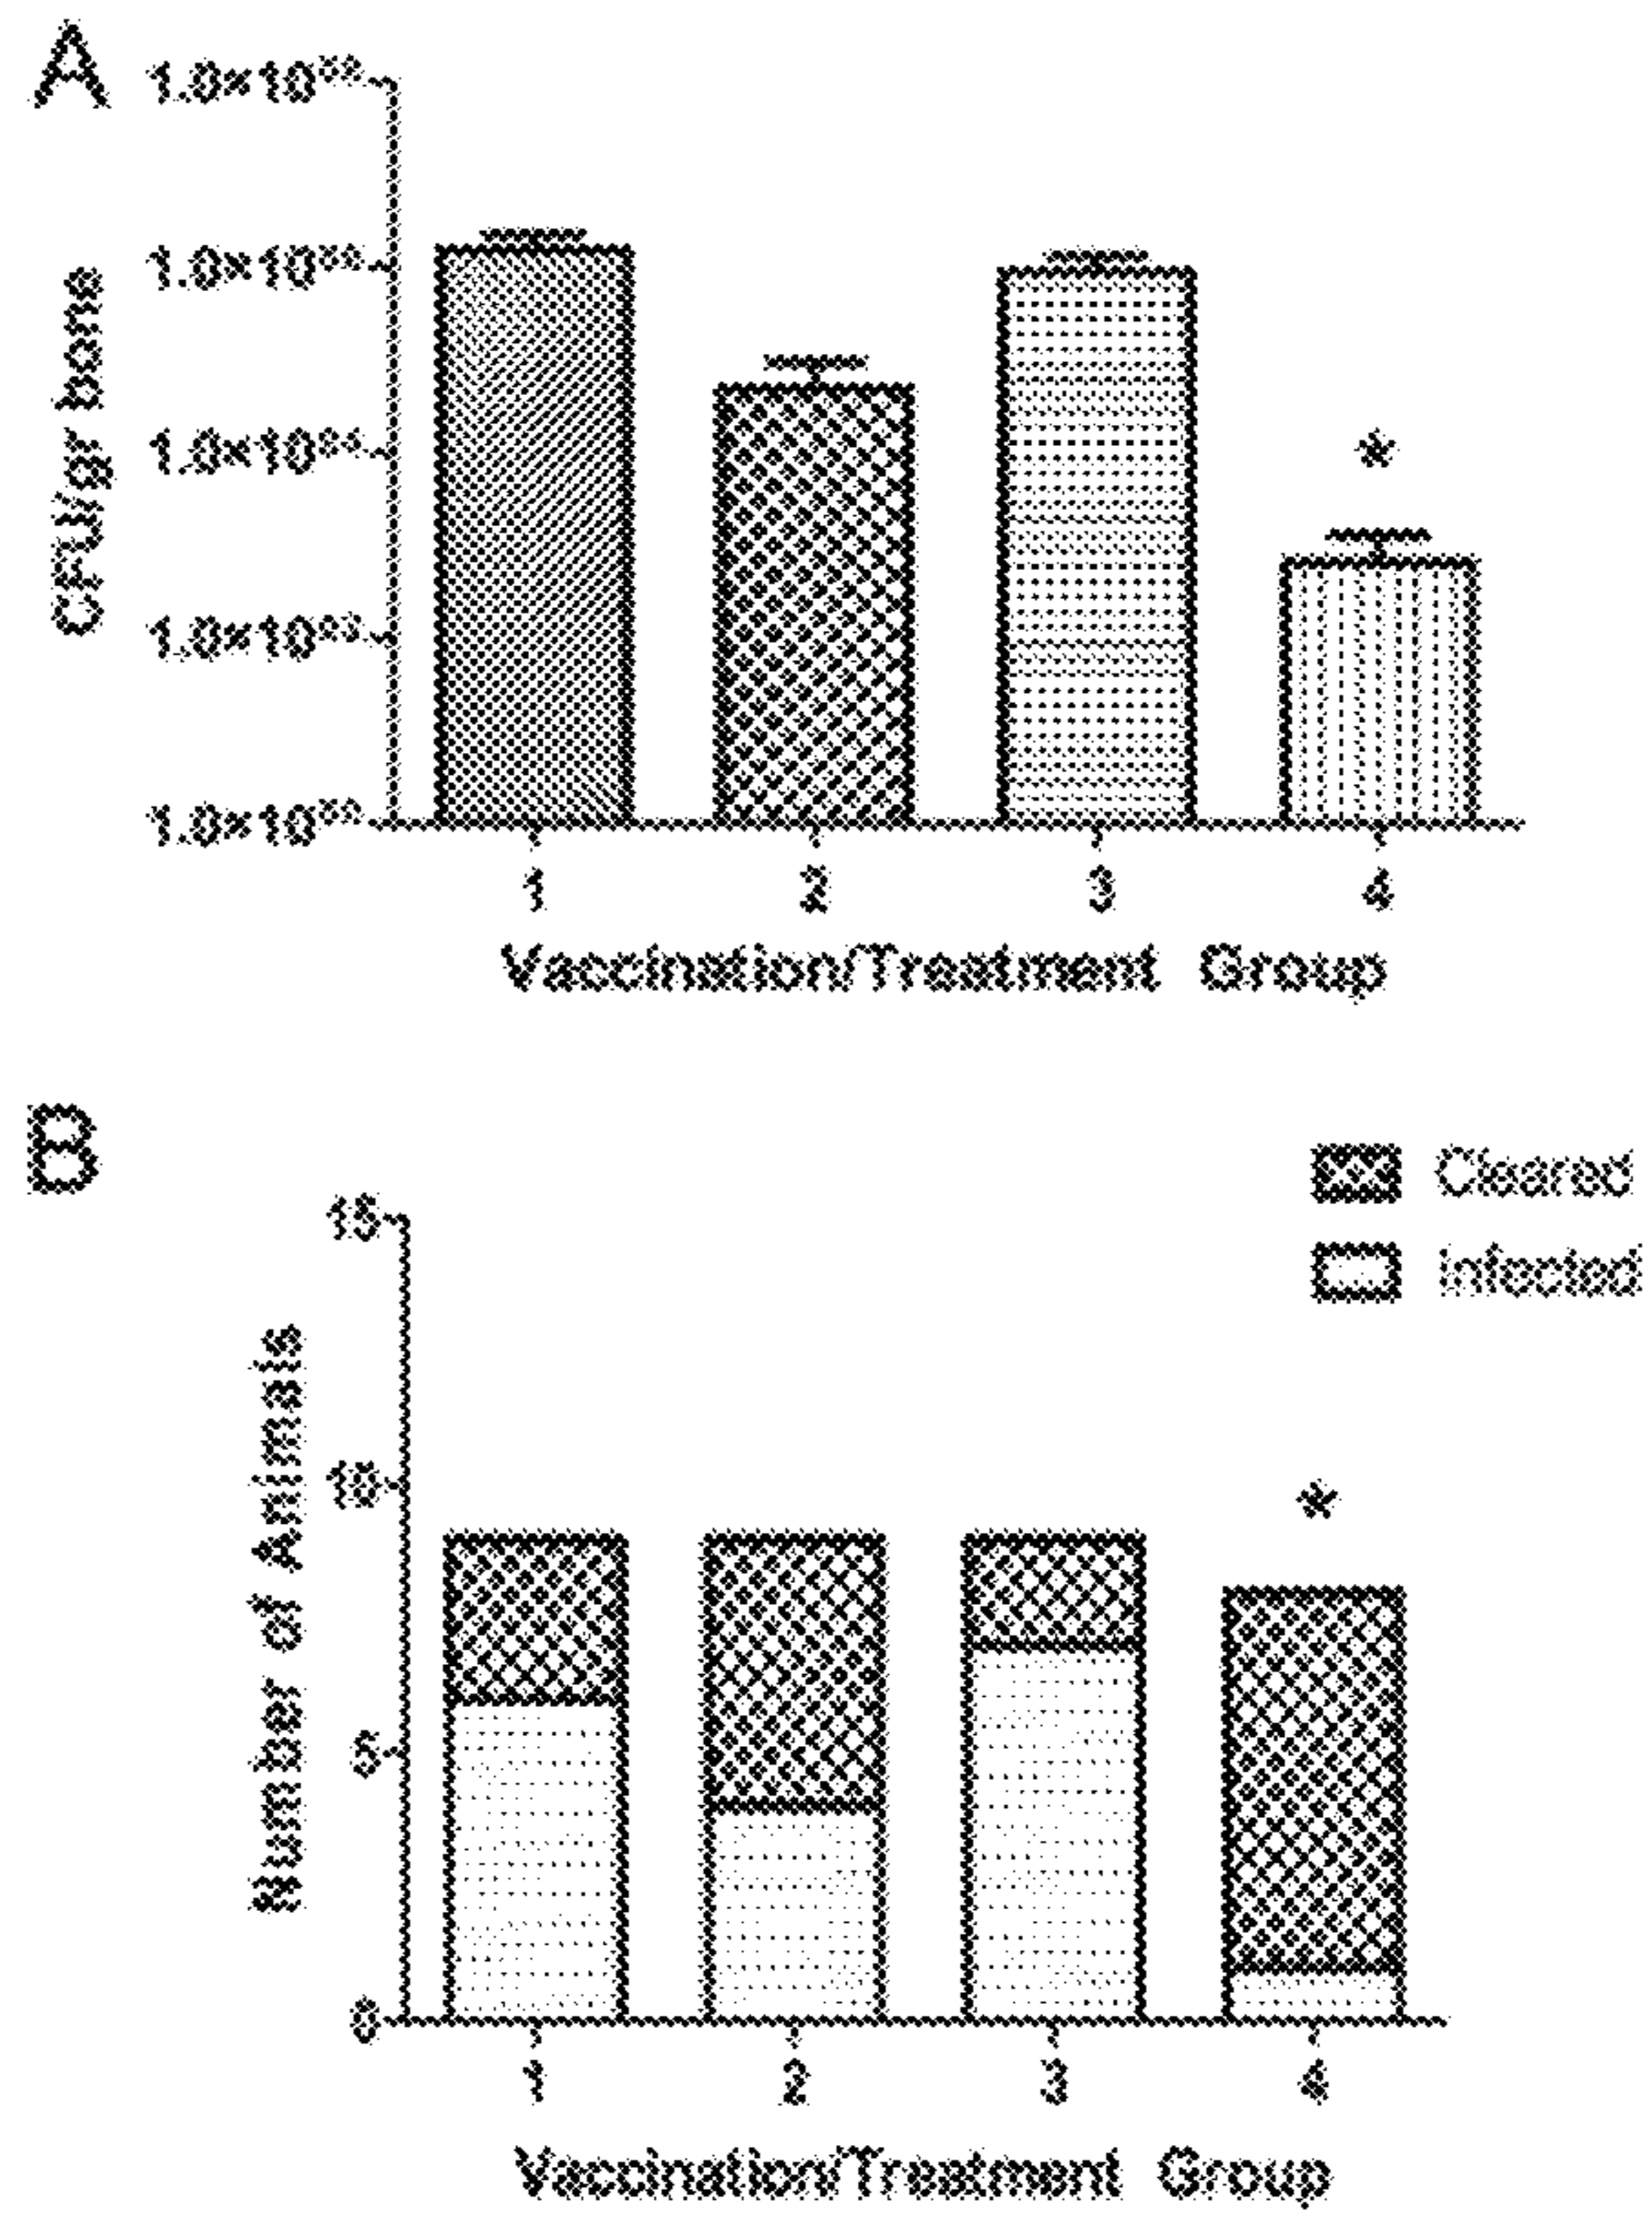 A
1.0×10⁰⁶
1.0×10⁰⁵
1.0×10⁰⁴
1.0×10⁰³
1.0×10⁰²
CFU/gr bone
*
1 2 3 4
Vaccination/Treatment Group
B
Cleared
Infected
15
10
5
0
Number of Animals
*
1 2 3 4
Vaccination/Treatment Group